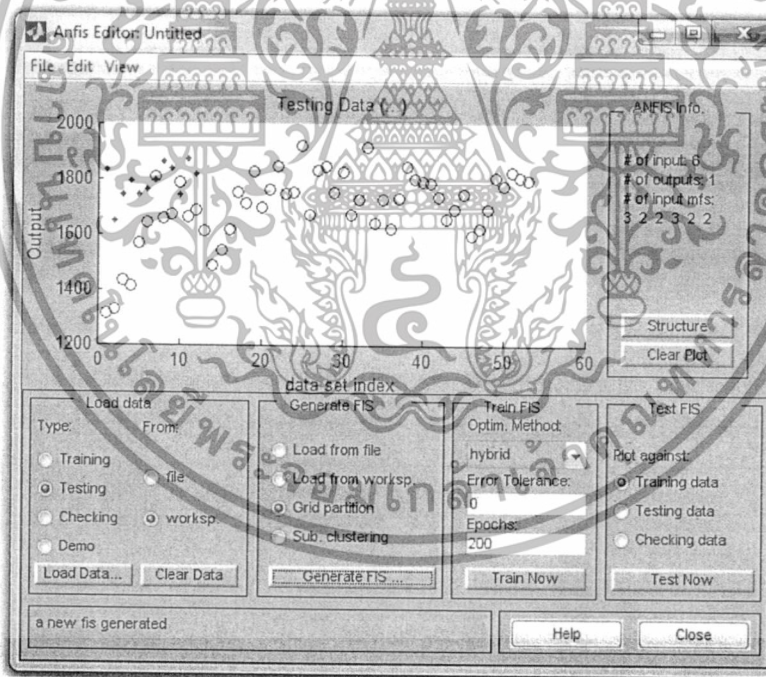 Anfis Editor: Untitled
File Edit View
Testing Data (. .)
2000
1800
1600
1400
1200
Output
0
10
20
30
40
50
60
data set index
ANFIS Info.
# of input: 6
# of outputs: 1
# of input mfs:
3 2 2 3 2 2
Structure
Clear Plot
Load data
Type:
From:
Training
Testing
Checking
Demo
file
worksp.
Load Data...
Clear Data
Generate FIS
Load from file
Load from worksp.
Grid partition
Sub. clustering
Generate FIS ...
Train FIS
Optim. Method:
hybrid
Error Tolerance:
0
Epochs:
200
Train Now
Test FIS
Plot against:
Training data
Testing data
Checking data
Test Now
a new fis generated
Help
Close